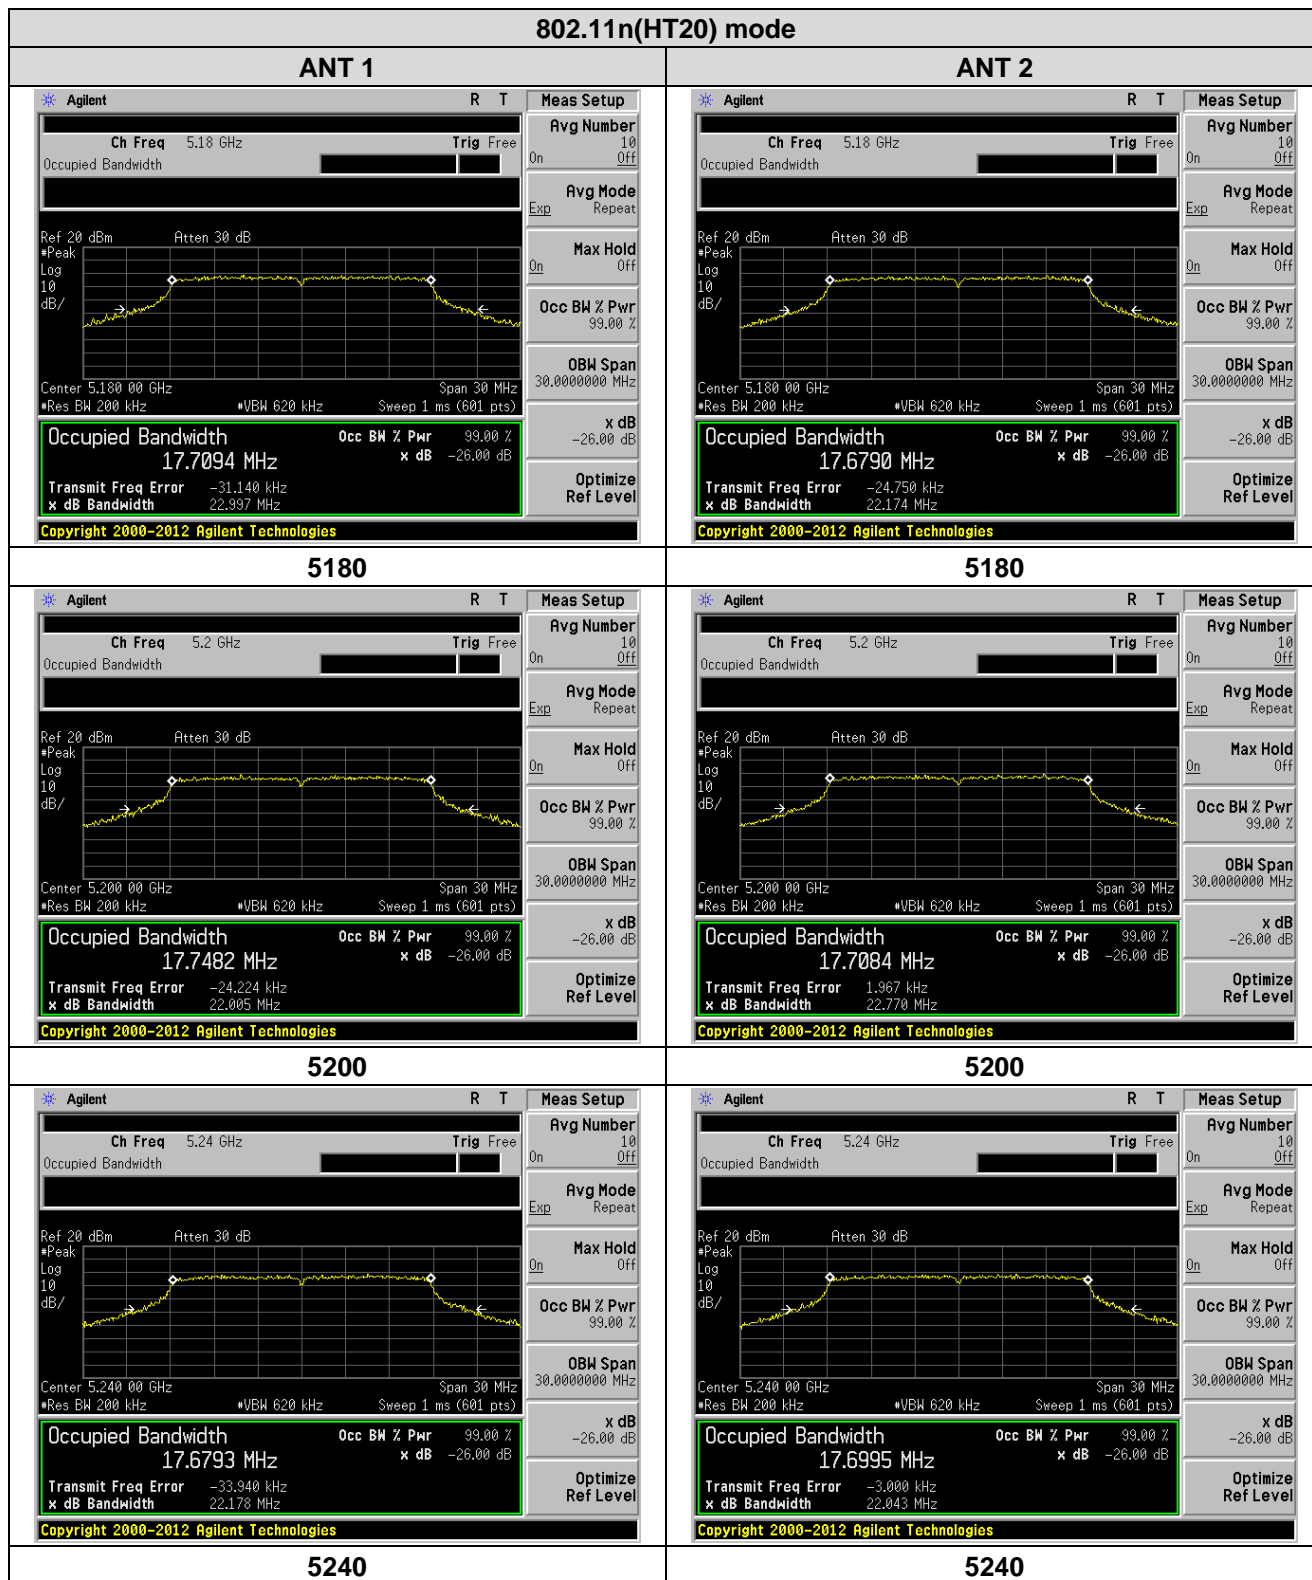 802.11n(HT20) mode
ANT 1
ANT 2
Agilent R T Meas Setup
Ch Freq 5.18 GHz Trig Free
Occupied Bandwidth
Avg Number
10
On Off
Avg Mode
Exp Repeat
Ref 20 dBm Atten 30 dB
#Peak
Log
10
dB/
Max Hold
On Off
Occ BW % Pwr
99.00 %
OBW Span
30.0000000 MHz
Center 5.180 00 GHz Span 30 MHz
#Res BW 200 kHz #VBW 620 kHz Sweep 1 ms (601 pts)
x dB
-26.00 dB
Occupied Bandwidth Occ BW % Pwr 99.00 %
17.7094 MHz x dB -26.00 dB
Transmit Freq Error -31.140 kHz
x dB Bandwidth 22.997 MHz
Optimize
Ref Level
Copyright 2000-2012 Agilent Technologies
Agilent R T Meas Setup
Ch Freq 5.18 GHz Trig Free
Occupied Bandwidth
Avg Number
10
On Off
Avg Mode
Exp Repeat
Ref 20 dBm Atten 30 dB
#Peak
Log
10
dB/
Max Hold
On Off
Occ BW % Pwr
99.00 %
OBW Span
30.0000000 MHz
Center 5.180 00 GHz Span 30 MHz
#Res BW 200 kHz #VBW 620 kHz Sweep 1 ms (601 pts)
x dB
-26.00 dB
Occupied Bandwidth Occ BW % Pwr 99.00 %
17.6790 MHz x dB -26.00 dB
Transmit Freq Error -24.750 kHz
x dB Bandwidth 22.174 MHz
Optimize
Ref Level
Copyright 2000-2012 Agilent Technologies
5180
5180
Agilent R T Meas Setup
Ch Freq 5.2 GHz Trig Free
Occupied Bandwidth
Avg Number
10
On Off
Avg Mode
Exp Repeat
Ref 20 dBm Atten 30 dB
#Peak
Log
10
dB/
Max Hold
On Off
Occ BW % Pwr
99.00 %
OBW Span
30.0000000 MHz
Center 5.200 00 GHz Span 30 MHz
#Res BW 200 kHz #VBW 620 kHz Sweep 1 ms (601 pts)
x dB
-26.00 dB
Occupied Bandwidth Occ BW % Pwr 99.00 %
17.7482 MHz x dB -26.00 dB
Transmit Freq Error -24.224 kHz
x dB Bandwidth 22.005 MHz
Optimize
Ref Level
Copyright 2000-2012 Agilent Technologies
Agilent R T Meas Setup
Ch Freq 5.2 GHz Trig Free
Occupied Bandwidth
Avg Number
10
On Off
Avg Mode
Exp Repeat
Ref 20 dBm Atten 30 dB
#Peak
Log
10
dB/
Max Hold
On Off
Occ BW % Pwr
99.00 %
OBW Span
30.0000000 MHz
Center 5.200 00 GHz Span 30 MHz
#Res BW 200 kHz #VBW 620 kHz Sweep 1 ms (601 pts)
x dB
-26.00 dB
Occupied Bandwidth Occ BW % Pwr 99.00 %
17.7084 MHz x dB -26.00 dB
Transmit Freq Error 1.967 kHz
x dB Bandwidth 22.770 MHz
Optimize
Ref Level
Copyright 2000-2012 Agilent Technologies
5200
5200
Agilent R T Meas Setup
Ch Freq 5.24 GHz Trig Free
Occupied Bandwidth
Avg Number
10
On Off
Avg Mode
Exp Repeat
Ref 20 dBm Atten 30 dB
#Peak
Log
10
dB/
Max Hold
On Off
Occ BW % Pwr
99.00 %
OBW Span
30.0000000 MHz
Center 5.240 00 GHz Span 30 MHz
#Res BW 200 kHz #VBW 620 kHz Sweep 1 ms (601 pts)
x dB
-26.00 dB
Occupied Bandwidth Occ BW % Pwr 99.00 %
17.6793 MHz x dB -26.00 dB
Transmit Freq Error -33.940 kHz
x dB Bandwidth 22.178 MHz
Optimize
Ref Level
Copyright 2000-2012 Agilent Technologies
Agilent R T Meas Setup
Ch Freq 5.24 GHz Trig Free
Occupied Bandwidth
Avg Number
10
On Off
Avg Mode
Exp Repeat
Ref 20 dBm Atten 30 dB
#Peak
Log
10
dB/
Max Hold
On Off
Occ BW % Pwr
99.00 %
OBW Span
30.0000000 MHz
Center 5.240 00 GHz Span 30 MHz
#Res BW 200 kHz #VBW 620 kHz Sweep 1 ms (601 pts)
x dB
-26.00 dB
Occupied Bandwidth Occ BW % Pwr 99.00 %
17.6995 MHz x dB -26.00 dB
Transmit Freq Error -3.000 kHz
x dB Bandwidth 22.043 MHz
Optimize
Ref Level
Copyright 2000-2012 Agilent Technologies
5240
5240